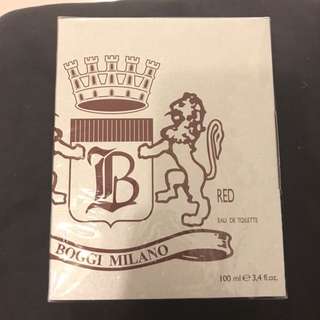 B
RED
EAU DE TOILETTE
BOGGI MILANO
100 ml e 3,4 fl.oz.